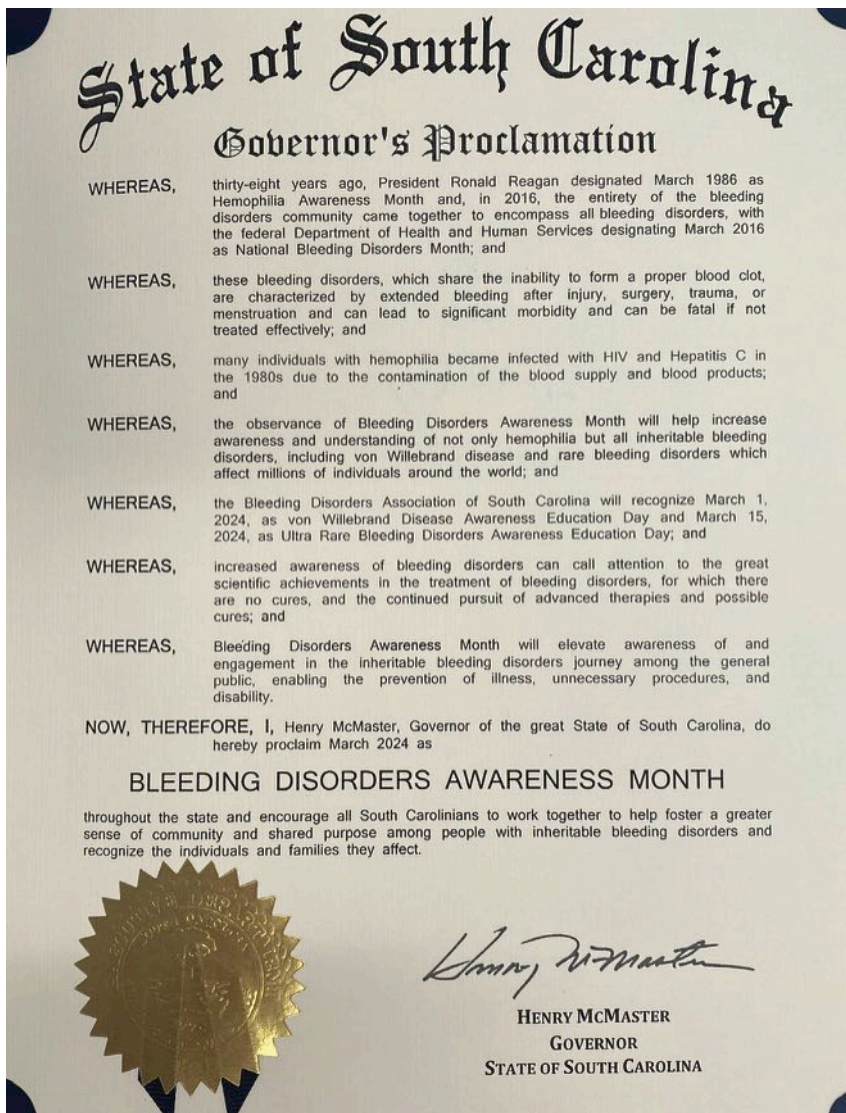 State of South Carolina
Governor's Proclamation
WHEREAS, thirty-eight years ago, President Ronald Reagan designated March 1986 as
Hemophilia Awareness Month and, in 2016, the entirety of the bleeding
disorders community came together to encompass all bleeding disorders, with
the federal Department of Health and Human Services designating March 2016
as National Bleeding Disorders Month; and
WHEREAS, these bleeding disorders, which share the inability to form a proper blood clot,
are characterized by extended bleeding after injury, surgery, trauma, or
menstruation and can lead to significant morbidity and can be fatal if not
treated effectively; and
WHEREAS, many individuals with hemophilia became infected with HIV and Hepatitis C in
the 1980s due to the contamination of the blood supply and blood products;
and
WHEREAS, the observance of Bleeding Disorders Awareness Month will help increase
awareness and understanding of not only hemophilia but all inheritable bleeding
disorders, including von Willebrand disease and rare bleeding disorders which
affect millions of individuals around the world; and
WHEREAS, the Bleeding Disorders Association of South Carolina will recognize March 1,
2024, as von Willebrand Disease Awareness Education Day and March 15,
2024, as Ultra Rare Bleeding Disorders Awareness Education Day; and
WHEREAS, increased awareness of bleeding disorders can call attention to the great
scientific achievements in the treatment of bleeding disorders, for which there
are no cures, and the continued pursuit of advanced therapies and possible
cures; and
WHEREAS, Bleeding Disorders Awareness Month will elevate awareness of and
engagement in the inheritable bleeding disorders journey among the general
public, enabling the prevention of illness, unnecessary procedures, and
disability.
NOW, THEREFORE, I, Henry McMaster, Governor of the great State of South Carolina, do
hereby proclaim March 2024 as
BLEEDING DISORDERS AWARENESS MONTH
throughout the state and encourage all South Carolinians to work together to help foster a greater
sense of community and shared purpose among people with inheritable bleeding disorders and
recognize the individuals and families they affect.
Henry McMaster
HENRY MCMASTER
GOVERNOR
STATE OF SOUTH CAROLINA